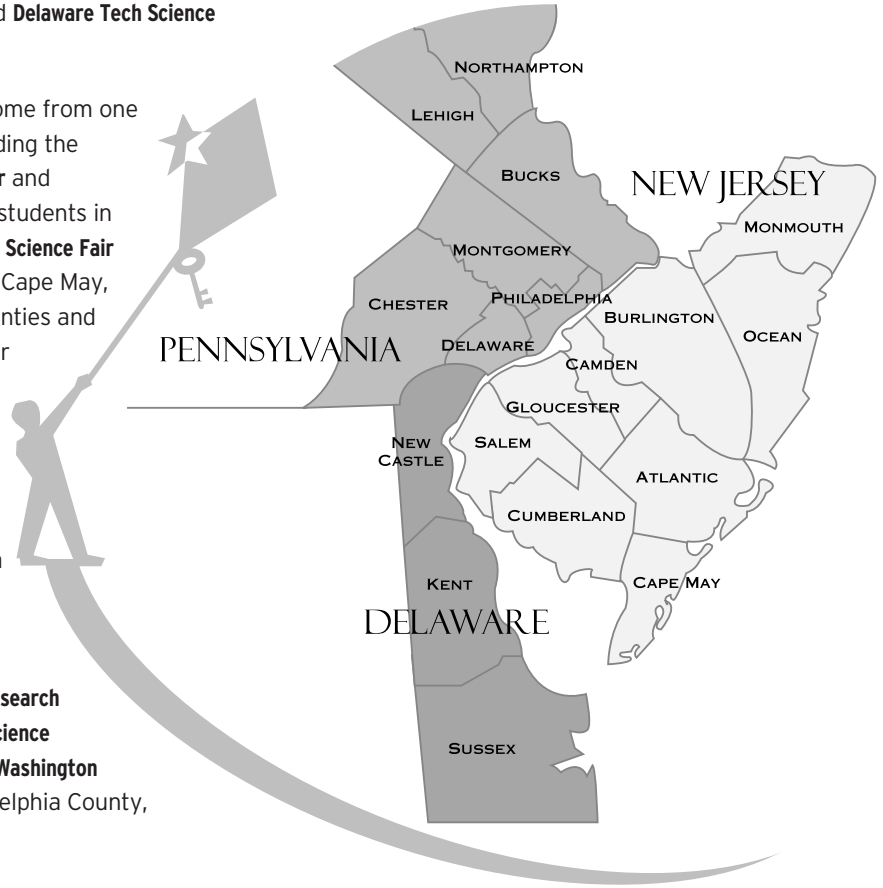 d Delaware Tech Science
ome from one
ding the
r and
students in
Science Fair
Cape May,
nties and
r
n
search
cience
Washington
elphia County,
NORTHAMPTON
LEHIGH
BUCKS
NEW JERSEY
MONMOUTH
MONTGOMERY
CHESTER
PHILADELPHIA
BURLINGTON
OCEAN
PENNSYLVANIA
DELAWARE
CAMDEN
GLOUCESTER
NEW
CASTLE
SALEM
ATLANTIC
CUMBERLAND
KENT
CAPE MAY
DELAWARE
SUSSEX